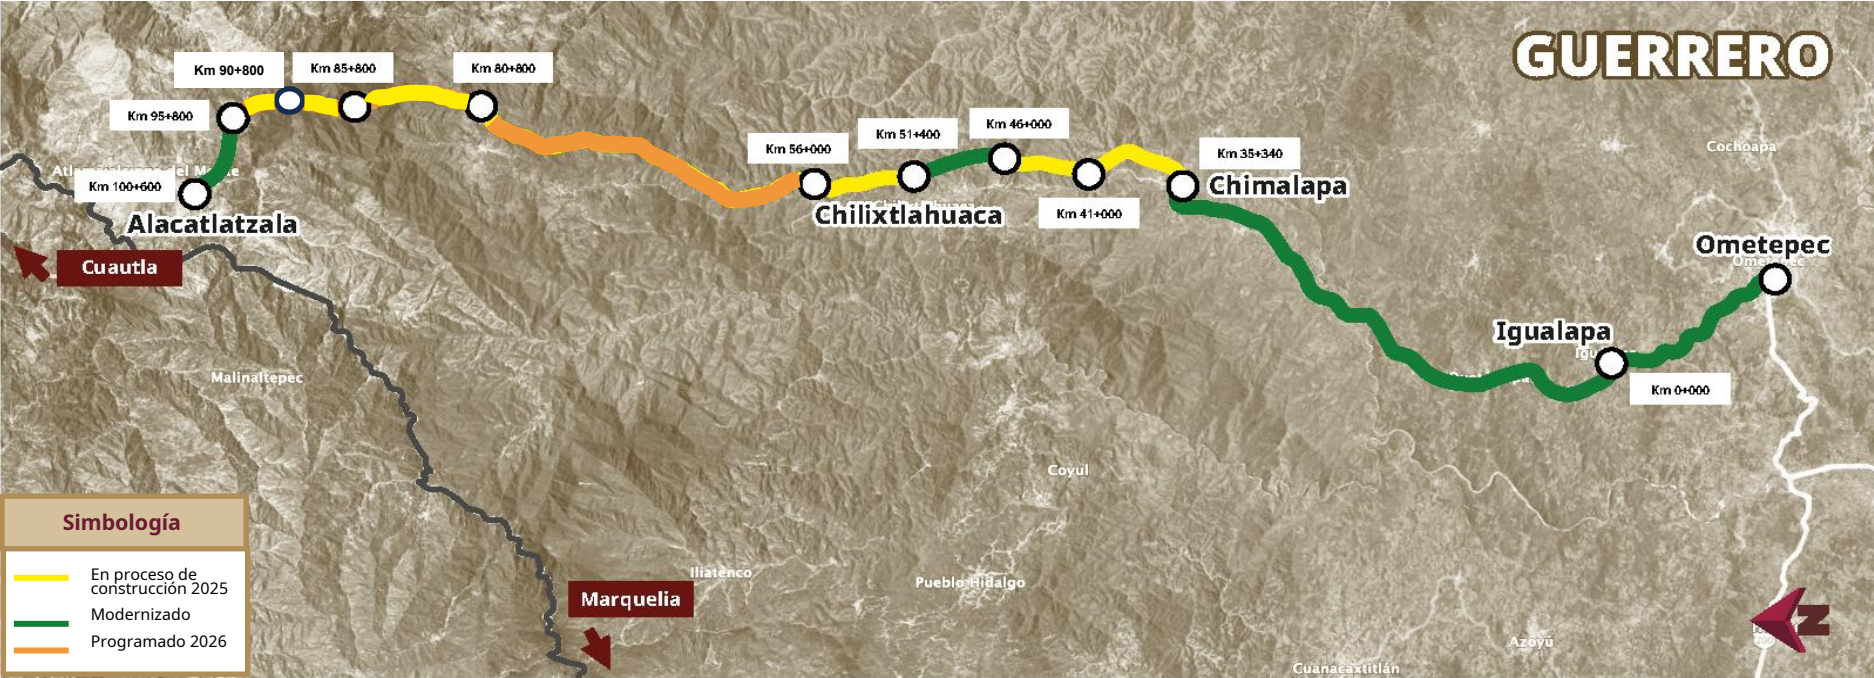 GUERRERO
Km 90+800
Km 85+800
Km 80+800
Km 95+800
Km 51+400
Km 46+000
Km 56+000
Km 35+340
Cochoapa
Km 100+600
Chimalapa
Alacatlatzala
Chilixtlahuaca
Km 41+000
Ometepec
Cuautla
Igualapa
Malinaltepec
Km 0+000
Coyul
Simbología
En proceso de
construcción 2025
Modernizado
Programado 2026
Iliatenco
Pueblo Hidalgo
Marquelia
Azoyú
Cuanacaxtitlán
Z